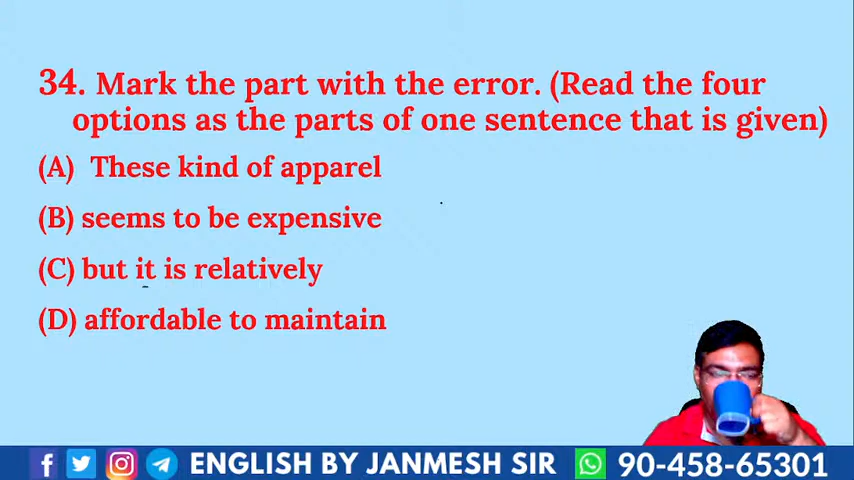 34. Mark the part with the error. (Read the four
options as the parts of one sentence that is given)
(A) These kind of apparel
(B) seems to be expensive
(C) but it is relatively
(D) affordable to maintain
ENGLISH BY JANMESH SIR 90-458-65301